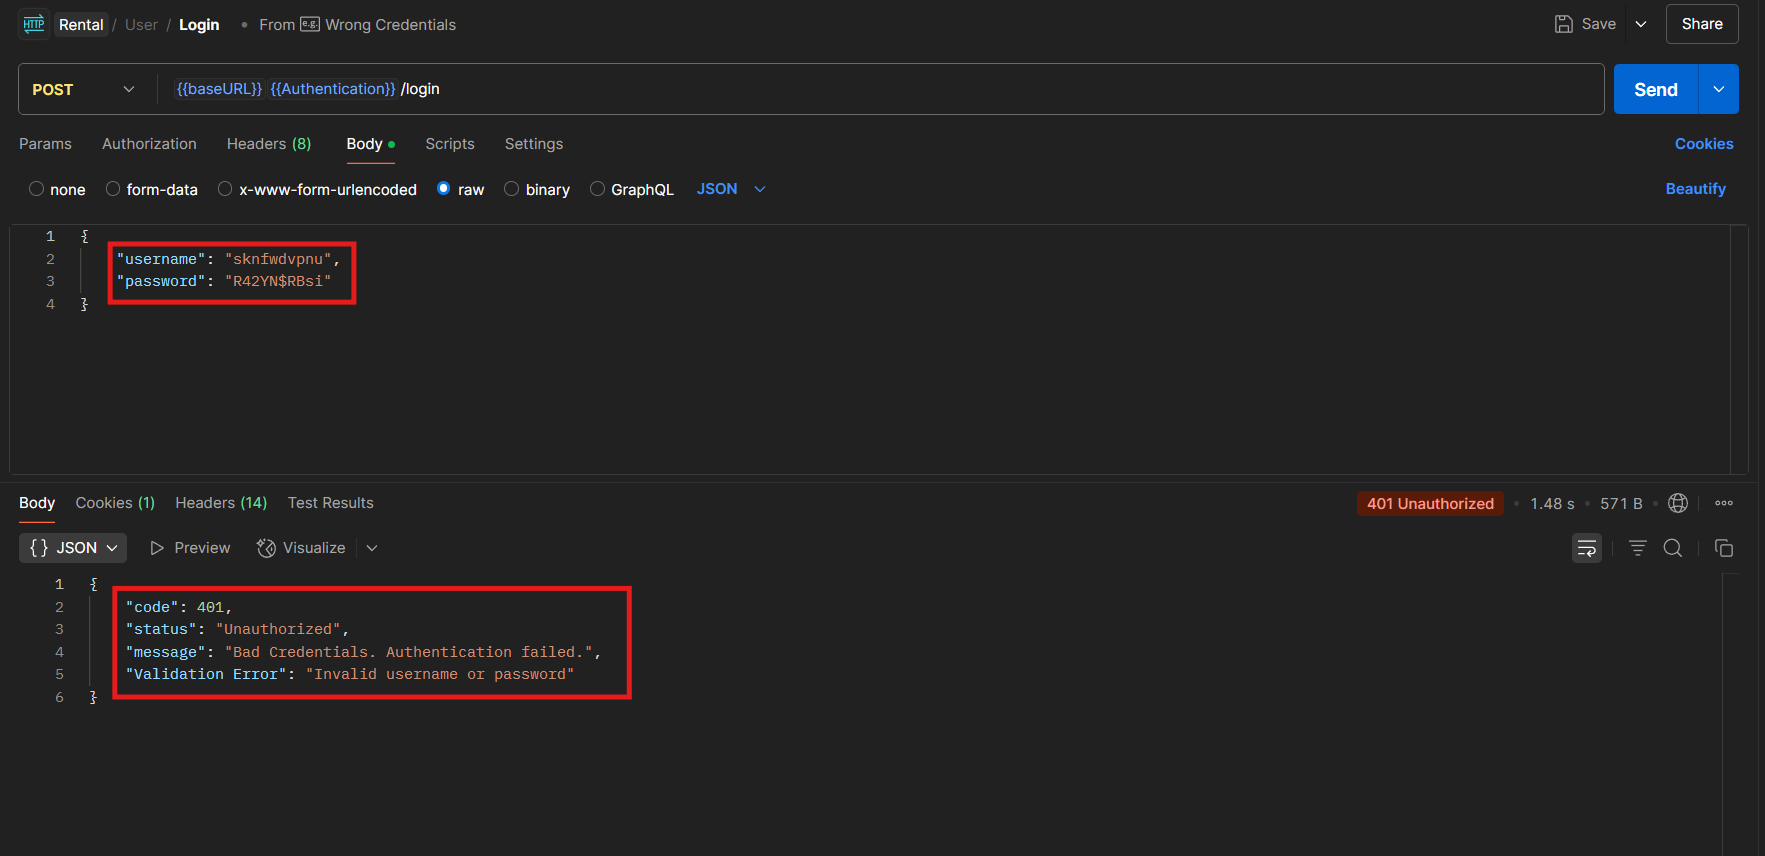 HTTP Rental / User / Login • From e.g. Wrong Credentials Save Share
POST {{baseURL}} {{Authentication}} /login Send
Params Authorization Headers (8) Body Scripts Settings Cookies
none form-data x-www-form-urlencoded raw binary GraphQL JSON Beautify
1 {
2 "username": "sknfwdvpnu",
3 "password": "R42YN$RBsi"
4 }
Body Cookies (1) Headers (14) Test Results 401 Unauthorized • 1.48 s • 571 B
{} JSON Preview Visualize
1 {
2 "code": 401,
3 "status": "Unauthorized",
4 "message": "Bad Credentials. Authentication failed.",
5 "Validation Error": "Invalid username or password"
6 }